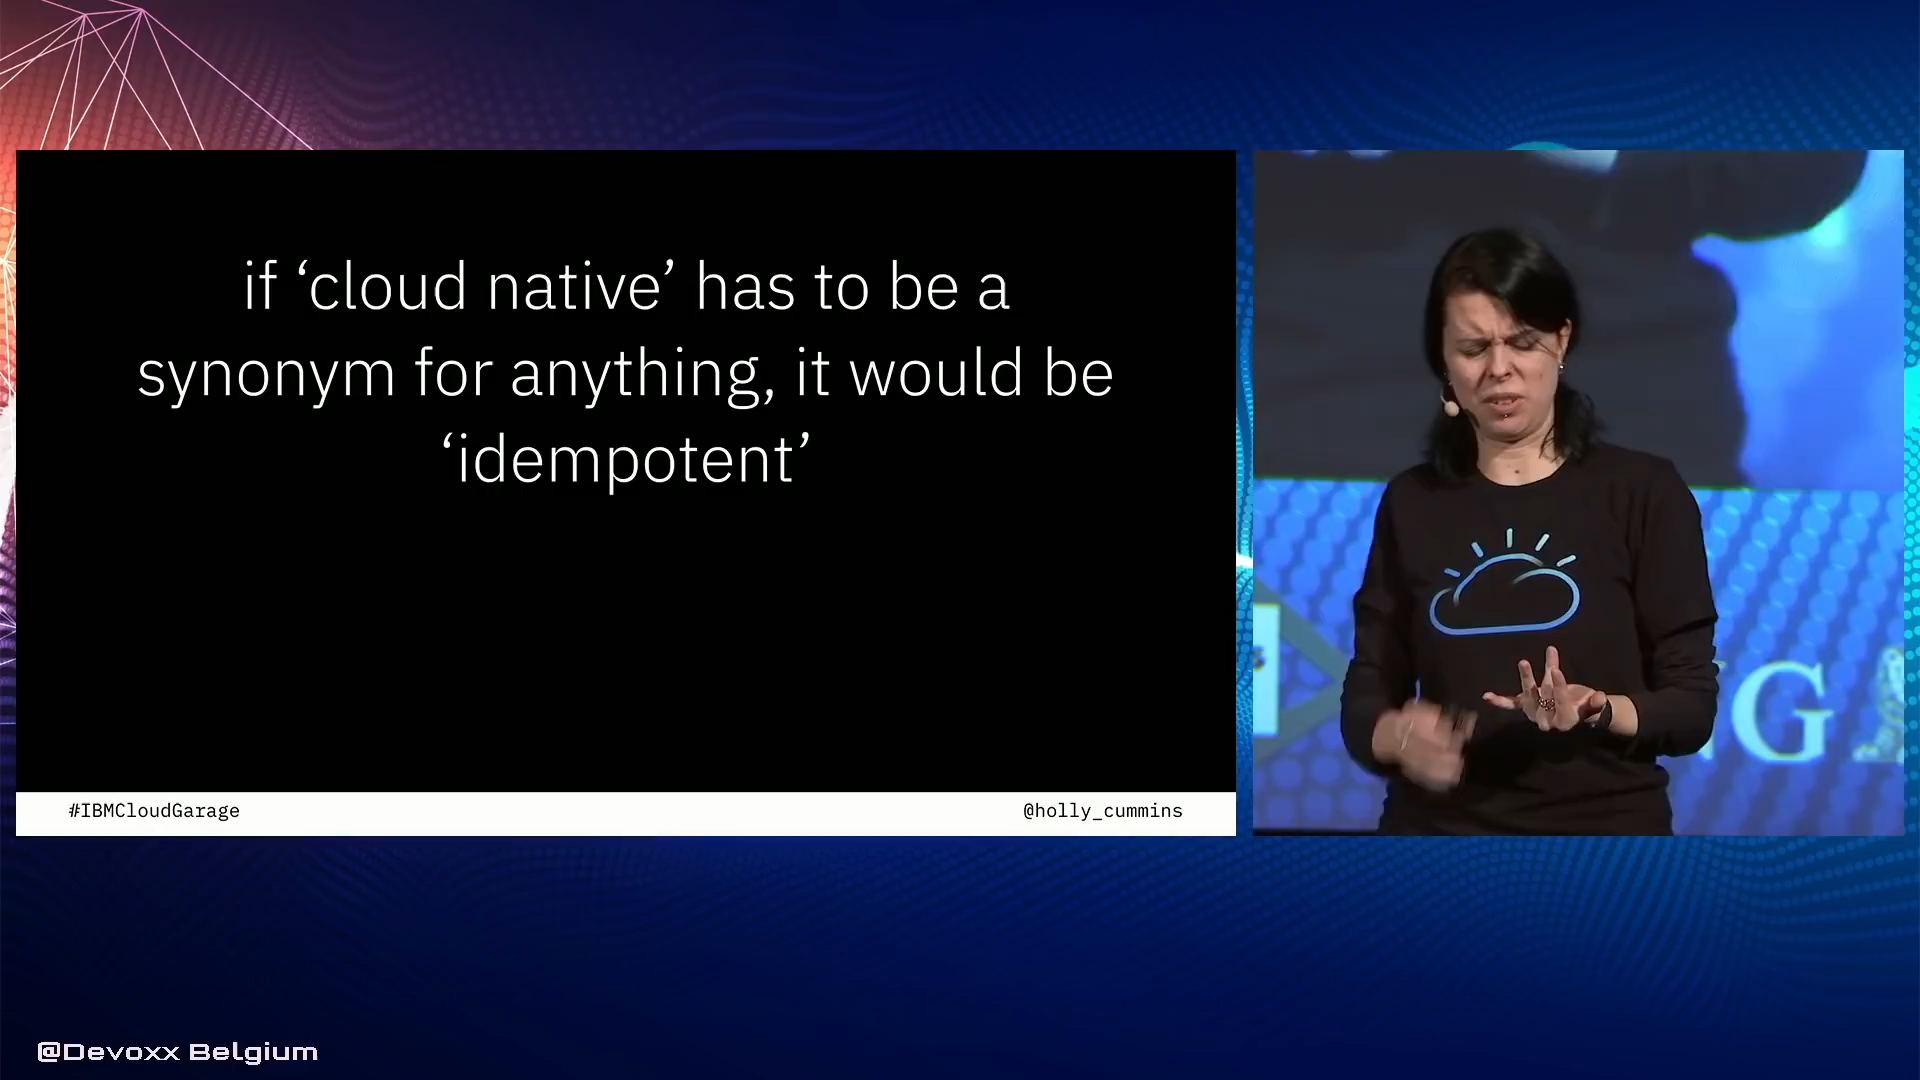 if ‘cloud native’ has to be a
synonym for anything, it would be
‘idempotent’
#IBMCloudGarage
@holly_cummins
G
@Devoxx Belgium